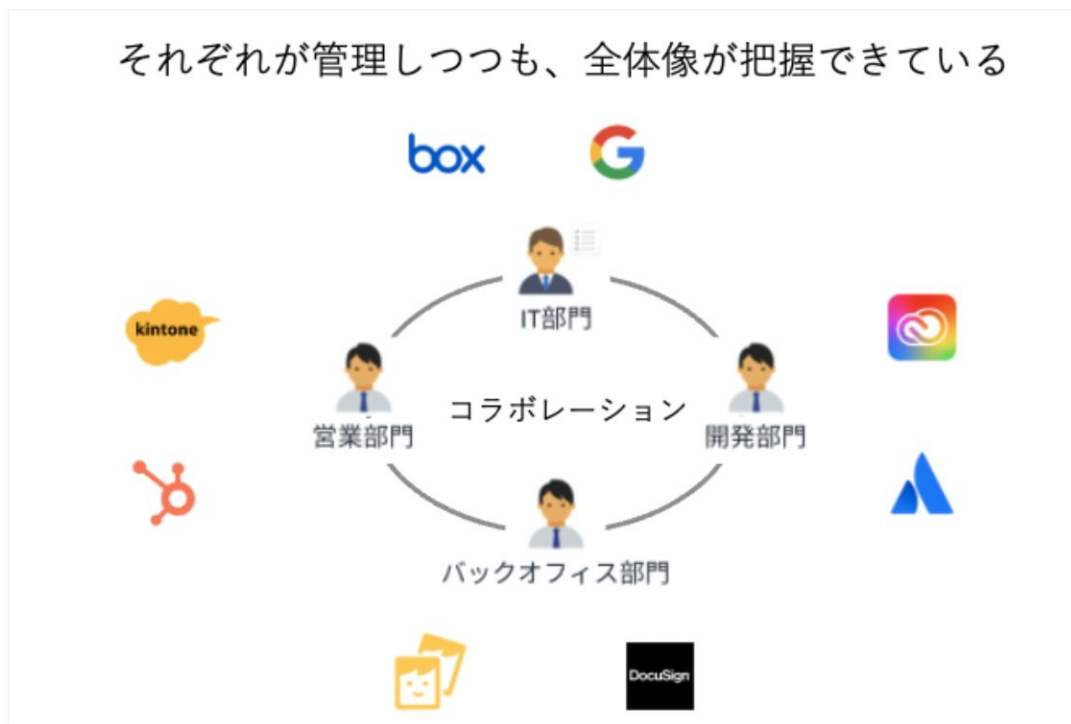 それぞれが管理しつつも、全体像が把握できている
box
G
IT部門
kintone
営業部門
コラボレーション
開発部門
バックオフィス部門
DocuSign